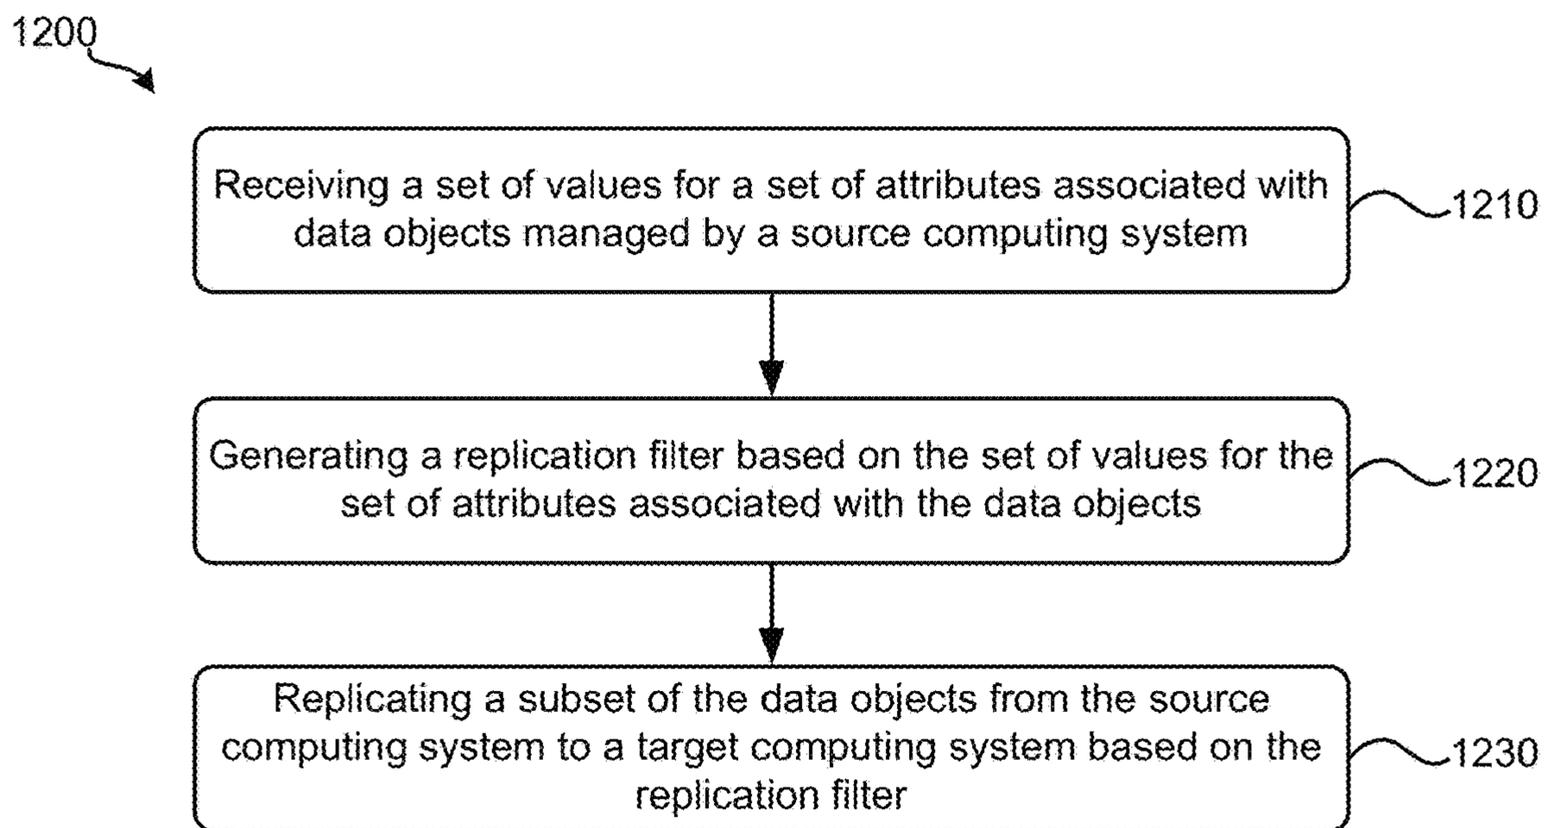 1200
Receiving a set of values for a set of attributes associated with
data objects managed by a source computing system
1210
Generating a replication filter based on the set of values for the
set of attributes associated with the data objects
1220
Replicating a subset of the data objects from the source
computing system to a target computing system based on the
replication filter
1230